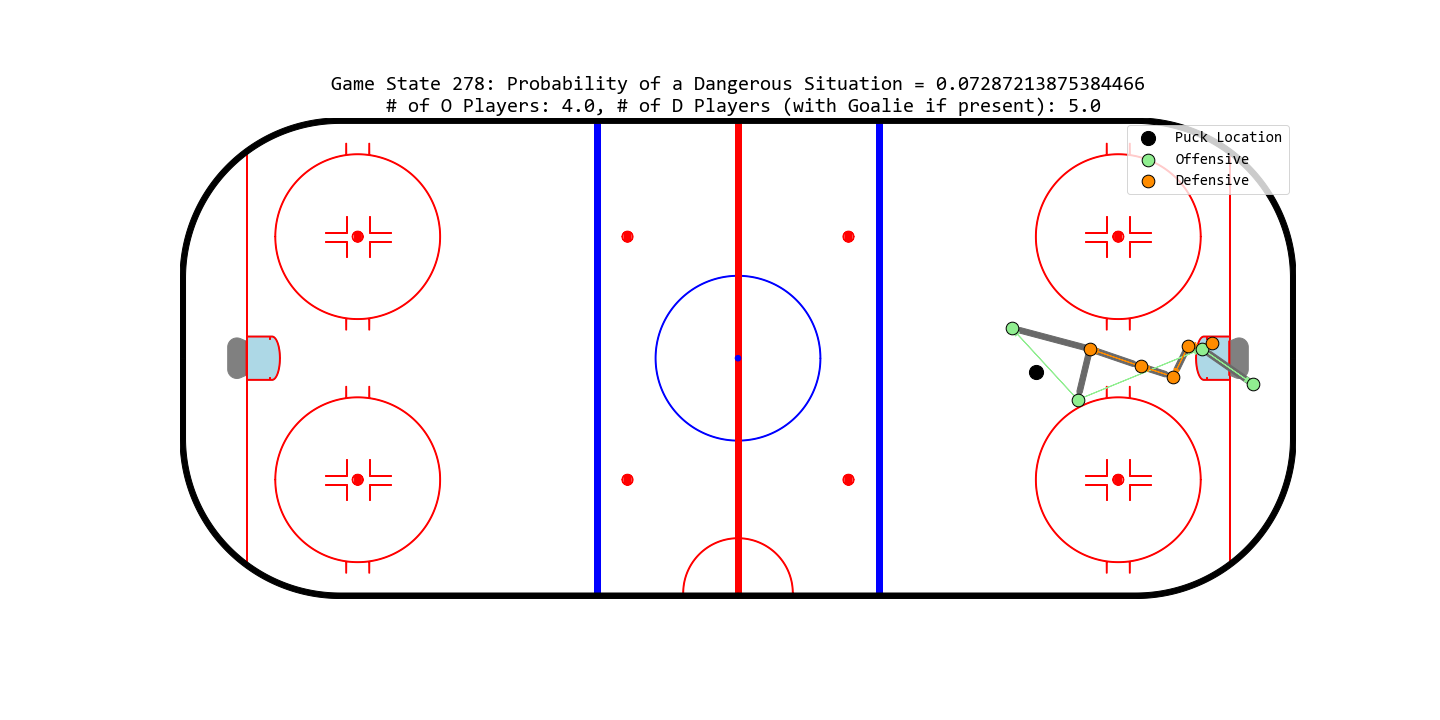 Game State 278: Probability of a Dangerous Situation = 0.07287213875384466
# of O Players: 4.0, # of D Players (with Goalie if present): 5.0
Puck Location
Offensive
Defensive